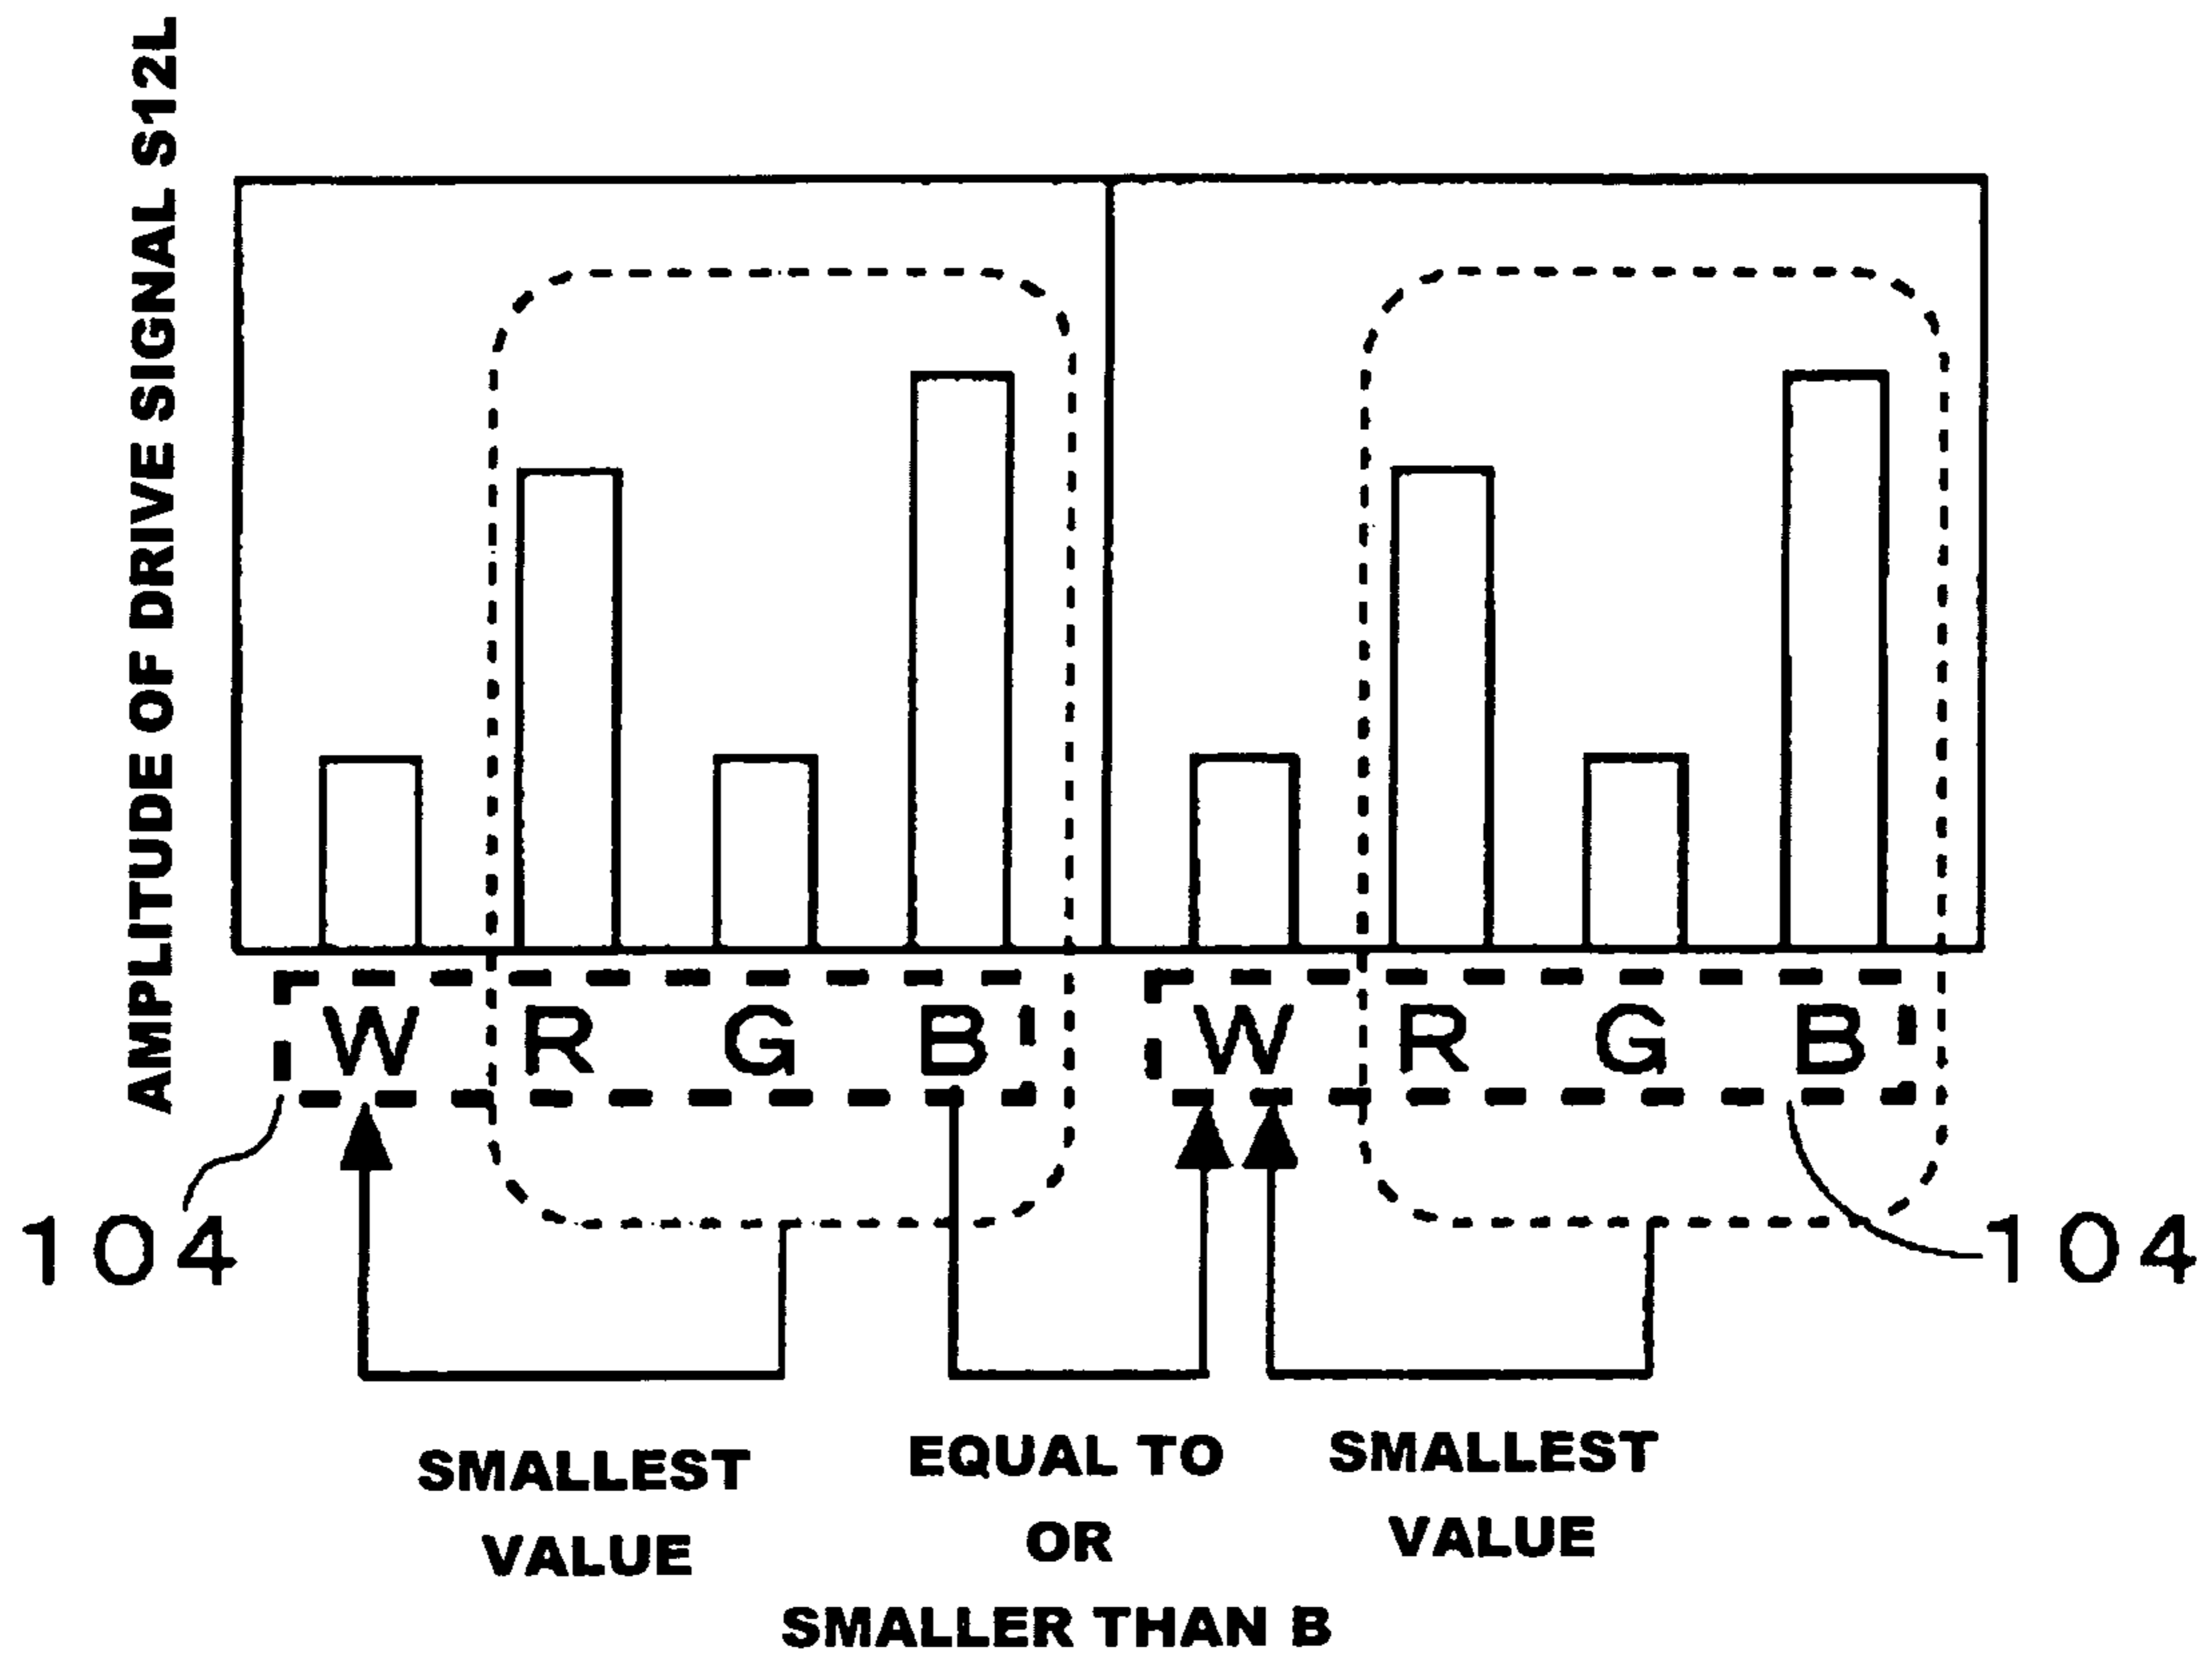 AMPLITUDE OF DRIVE SIGNAL S12L
W R G B W R G B
104 104
SMALLEST
VALUE
EQUAL TO
OR
SMALLER THAN B
SMALLEST
VALUE